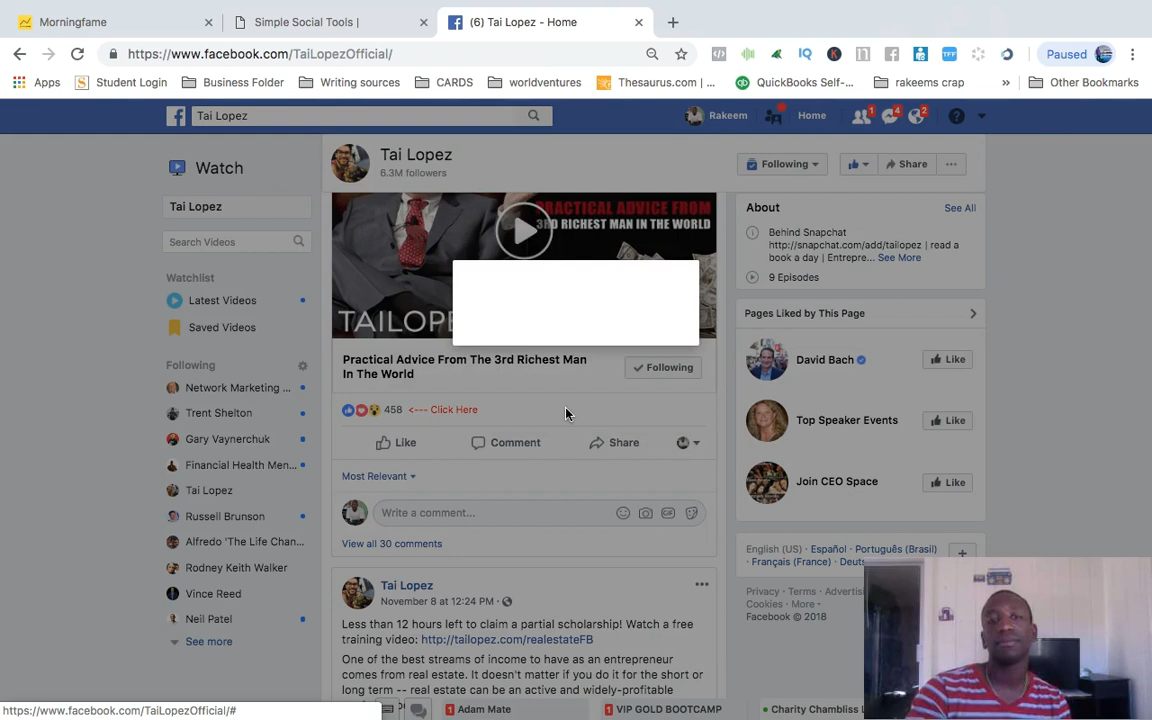 Morningfame
Simple Social Tools |
(6) Tai Lopez - Home
https://www.facebook.com/TaiLopezOfficial/
Paused
Apps
Student Login
Business Folder
Writing sources
CARDS
worldventures
Thesaurus.com | ...
QuickBooks Self-...
rakeems crap
»
Other Bookmarks
Tai Lopez
Rakeem
Home
1
4
2
Watch
Tai Lopez
6.3M followers
Following
Share
Tai Lopez
Search Videos
Watchlist
Latest Videos
Saved Videos
Following
Network Marketing ...
Trent Shelton
Gary Vaynerchuk
Financial Health Men...
Tai Lopez
Russell Brunson
Alfredo 'The Life Chan...
Rodney Keith Walker
Vince Reed
Neil Patel
See more
PRACTICAL ADVICE FROM
3RD RICHEST MAN IN THE WORLD
TAILOPE
Practical Advice From The 3rd Richest Man
In The World
Following
458 <--- Click Here
Like
Comment
Share
Most Relevant
Write a comment...
View all 30 comments
Tai Lopez
November 8 at 12:24 PM ·
Less than 12 hours left to claim a partial scholarship! Watch a free
training video: http://tailopez.com/realestateFB
One of the best streams of income to have as an entrepreneur
comes from real estate. It doesn't matter if you do it for the short or
long term -- real estate can be an active and widely-profitable
About
See All
Behind Snapchat
http://snapchat.com/add/tailopez | read a
book a day | Entrepre... See More
9 Episodes
Pages Liked by This Page
David Bach
Like
Top Speaker Events
Like
Join CEO Space
Like
English (US) · Español · Português (Brasil) ·
Français (France) · Deuts
Privacy · Terms · Advertisi
Cookies · More ·
Facebook © 2018
https://www.facebook.com/TaiLopezOfficial/#
1 Adam Mate
1 VIP GOLD BOOTCAMP
Charity Chambliss L